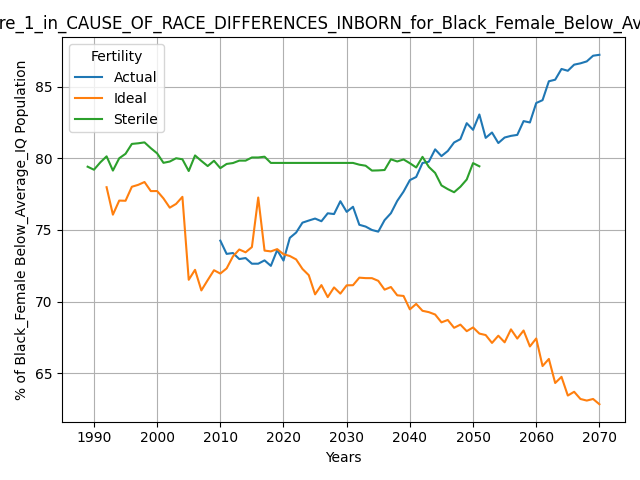 re_1_in_CAUSE_OF_RACE_DIFFERENCES_INBORN_for_Black_Female_Below_Av
Fertility
Actual
Ideal
Sterile
85
80
75
70
65
% of Black_Female Below_Average_IQ Population
1990 2000 2010 2020 2030 2040 2050 2060 2070
Years